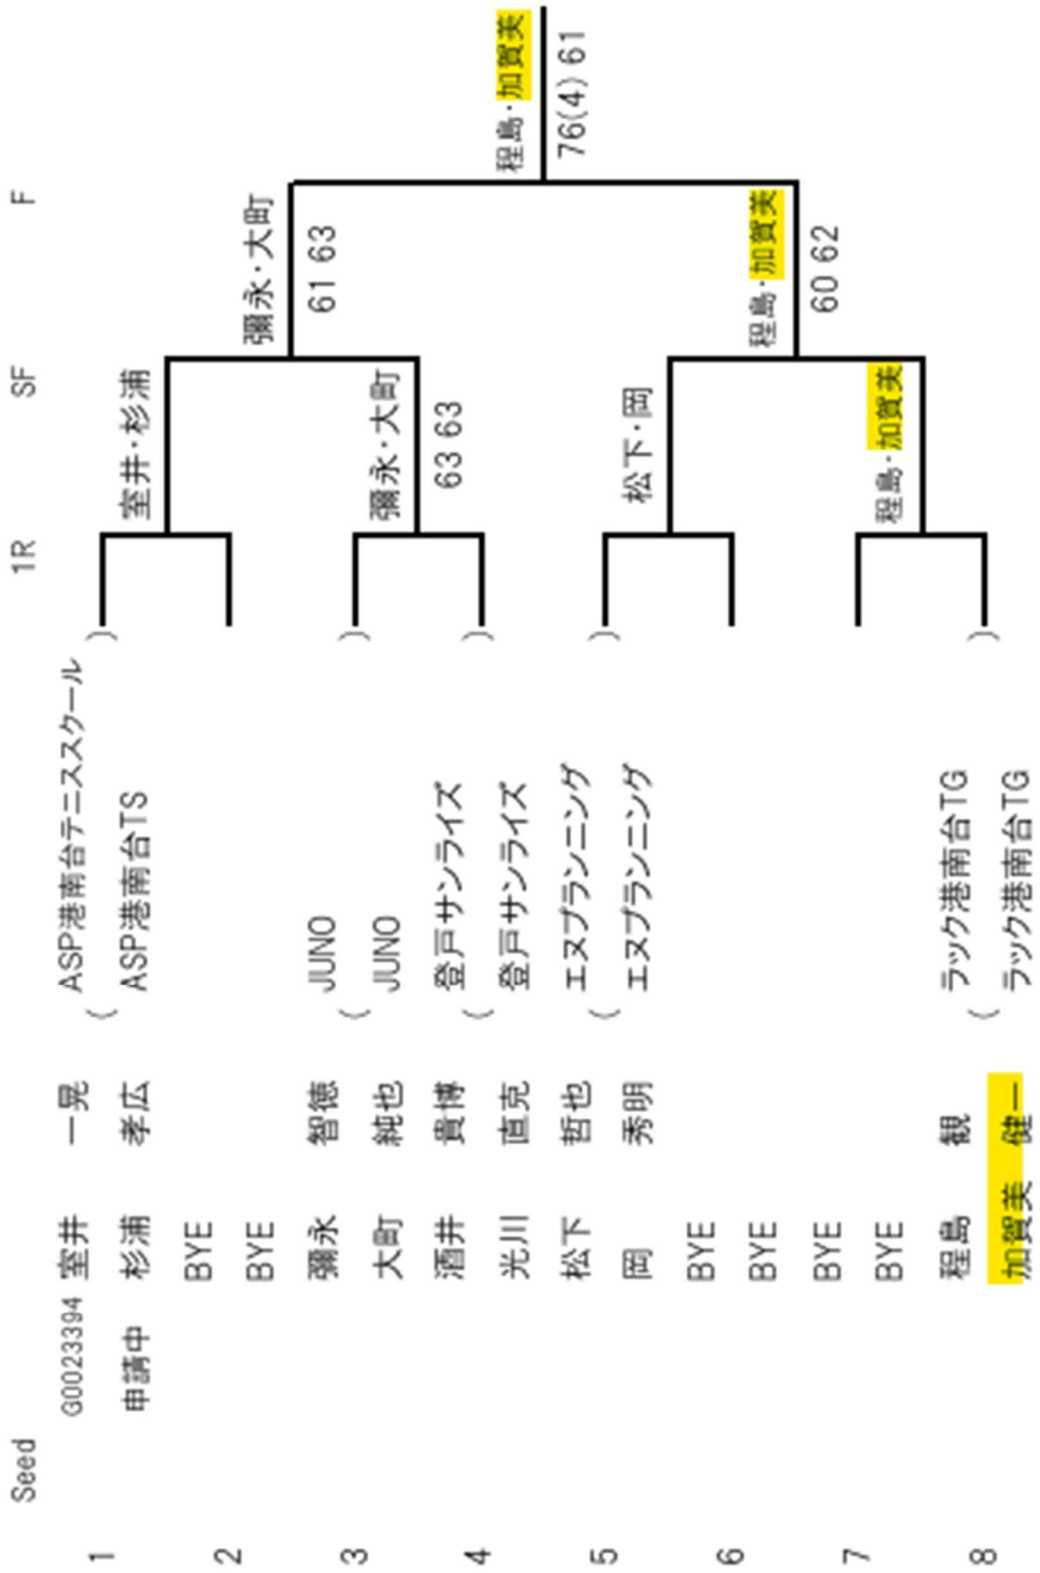 Seed 1R SF F
1 G0023394 室井 一晃 ( ASP港南台テニススクール )
申請中 杉浦 孝広 ASP港南台TS
室井・杉浦
2 BYE
BYE
彌永・大町
61 63
3 彌永 智徳 ( JUNO )
大町 純也 JUNO
彌永・大町
63 63
4 酒井 貴博 ( 登戸サンライズ )
光川 直克 登戸サンライズ
程島・加賀美
76(4) 61
5 松下 哲也 ( エヌプランニング )
岡 秀明 エヌプランニング
松下・岡
6 BYE
BYE
程島・加賀美
60 62
7 BYE
BYE
程島・加賀美
8 程島 観 ( ラック港南台TG )
加賀美 健一 ラック港南台TG